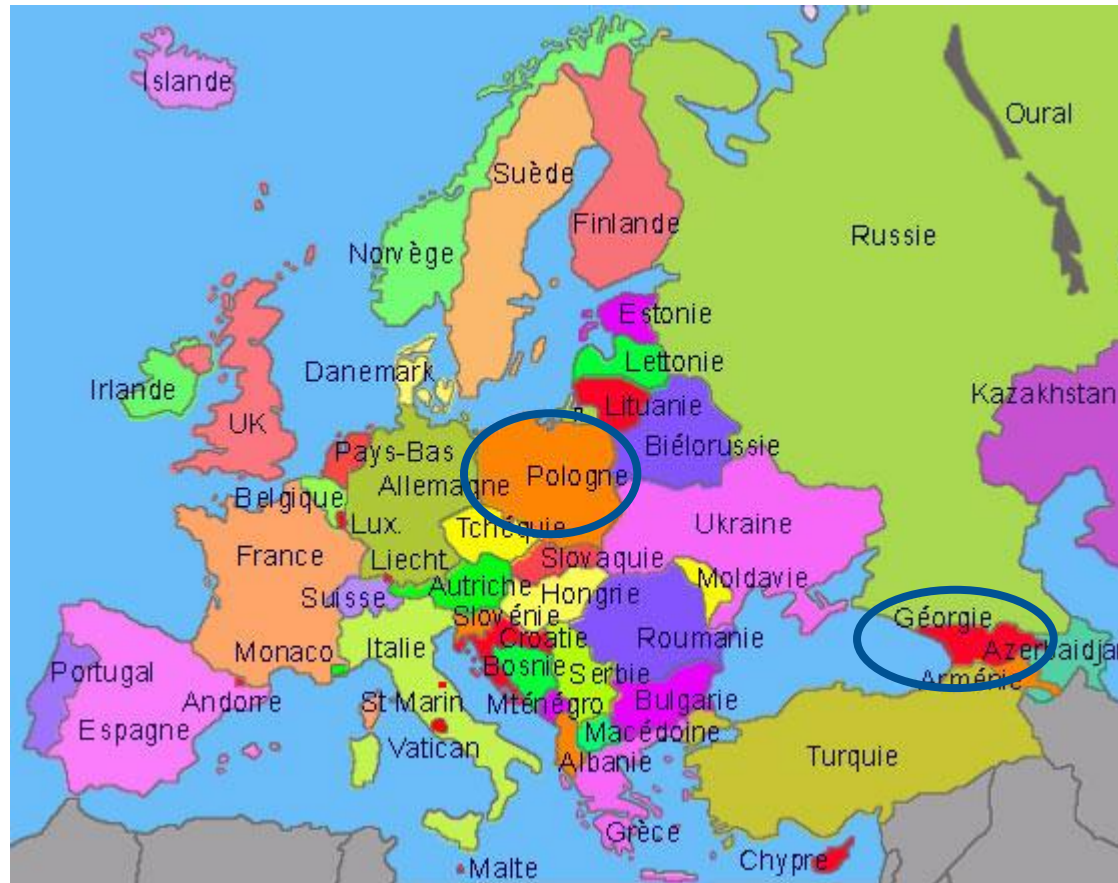 Islande
Oural
Suède
Finlande
Russie
Norvège
Estonie
Lettonie
Danemark
Irlande
Kazakhstan
Lituanie
UK
Biélorussie
Pays-Bas
Pologne
Allemagne
Belgique
Lux.
Tchéquie
Ukraine
France
Liecht.
Slovaquie
Moldavie
Autriche
Hongrie
Suisse
Slovénie
Géorgie
Italie
Croatie
Roumanie
Monaco
Azerbaidjan
Portugal
Bosnie
Serbie
Arménie
Andorre
St Marin
Mténégro
Bulgarie
Espagne
Macédoine
Vatican
Albanie
Turquie
Grèce
Malte
Chypre